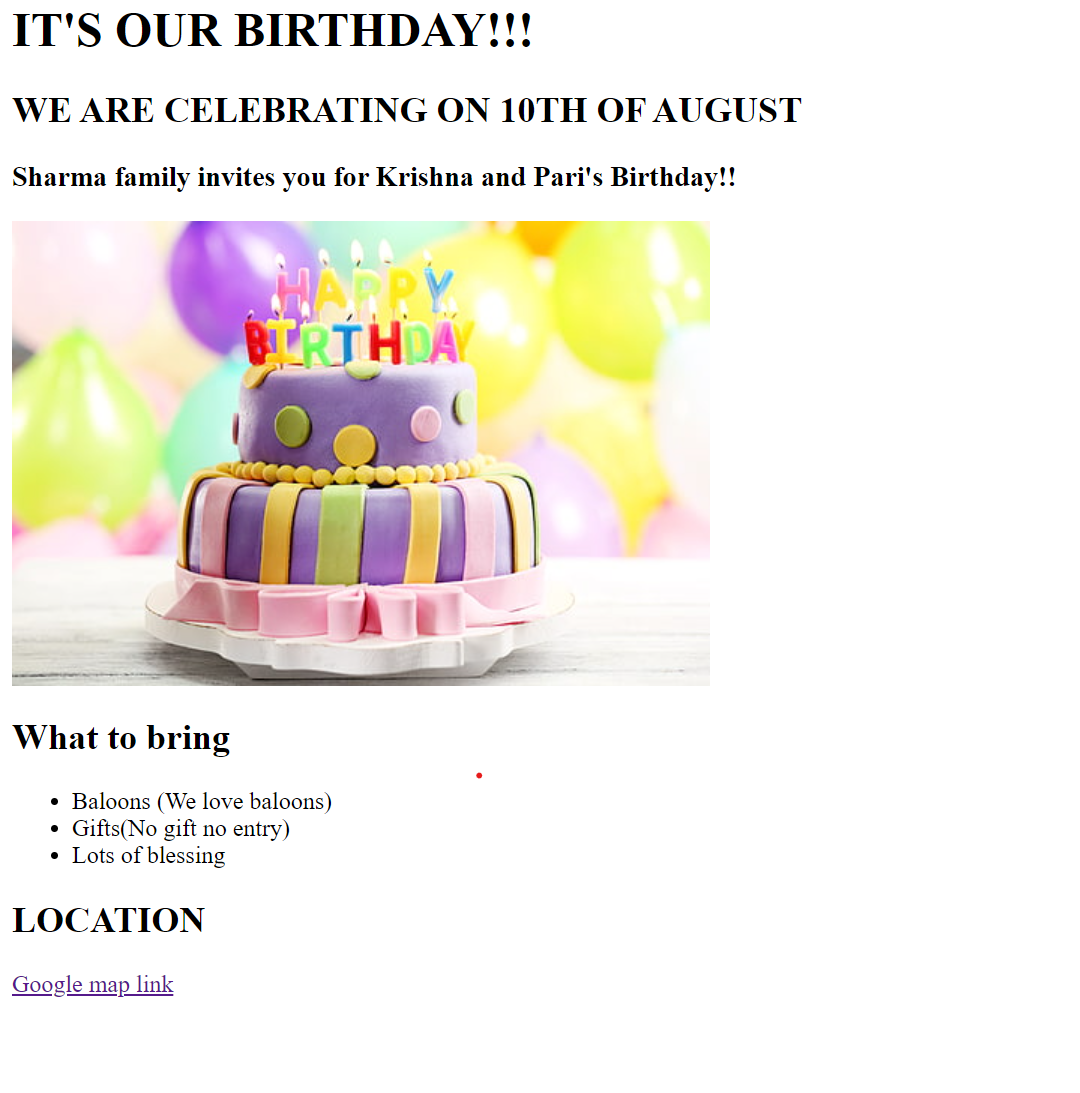 IT'S OUR BIRTHDAY!!!
WE ARE CELEBRATING ON 10TH OF AUGUST
Sharma family invites you for Krishna and Pari's Birthday!!
HAPPY
BIRTHDAY
What to bring
Baloons (We love baloons)
Gifts(No gift no entry)
Lots of blessing
LOCATION
Google map link